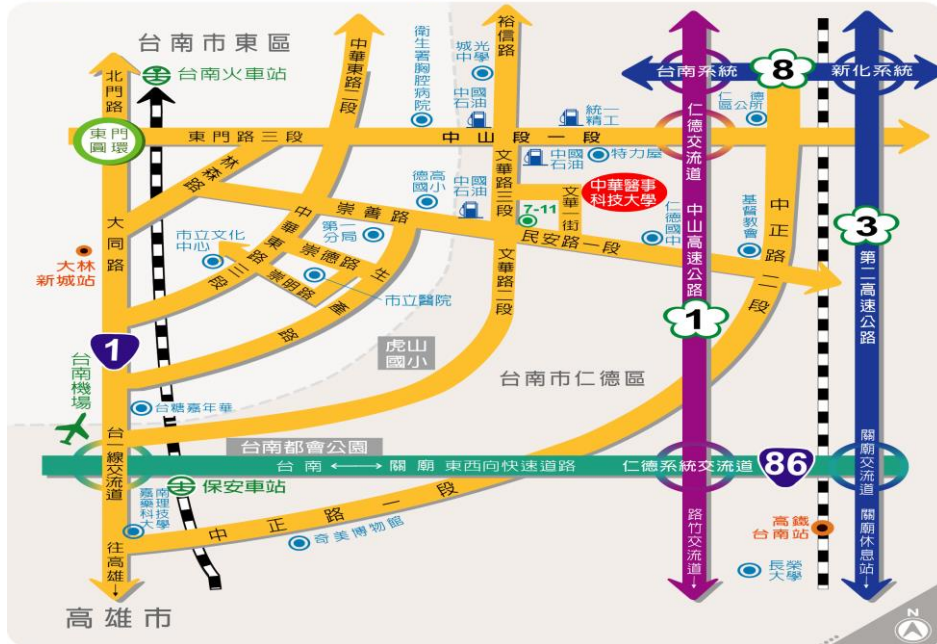 台南市東區
台南火車站
北門路
東門
圓環
東門路三段
中山段一段
中華東路二段
衛生署胸腔病院
城光
中學
裕信路
中國
石油
統一
精工
中國
石油
特力屋
台南系統
8
新化系統
仁德
區公所
仁德交流道
林森路
德高
國小
中國
石油
文華路三段
7-11
文華一街
中華醫事
科技大學
崇善路
民安路一段
仁德國中
基督教會
中正路二段
中山高速公路
1
3
第二高速公路
大同路
大林
新城站
市立文化
中心
中華東路三段
第一
分局
崇德路
崇明路
市立醫院
生產路
文華路二段
1
虎山
國小
台南市仁德區
台南機場
台糖嘉年華
台南都會公園
台一線交流道
台南
關廟
東西向快速道路
仁德系統交流道
86
關廟交流道
保安車站
嘉南
藥理
科技
大學
中正路一段
奇美博物館
路竹交流道
高鐵
台南站
長榮
大學
關廟休息站
往高雄
高雄市
N